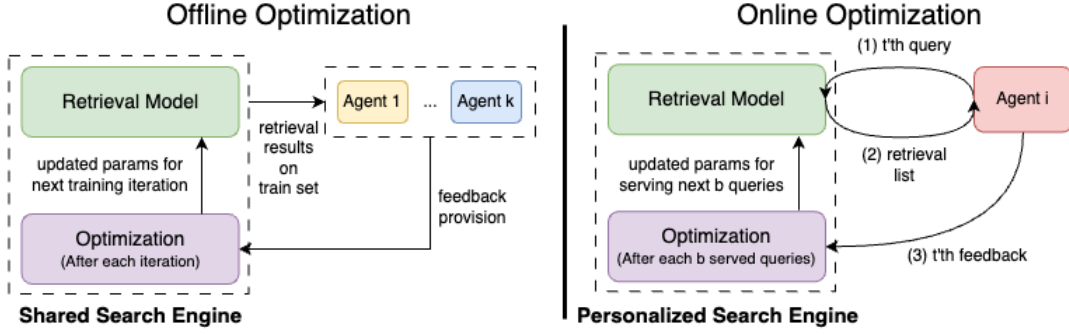 Offline Optimization
Retrieval Model
Agent 1
...
Agent k
retrieval
results
on
train set
updated params for
next training iteration
feedback
provision
Optimization
(After each iteration)
Shared Search Engine
Online Optimization
(1) t'th query
Retrieval Model
Agent i
(2) retrieval
list
updated params for
serving next b queries
Optimization
(After each b served queries)
(3) t'th feedback
Personalized Search Engine